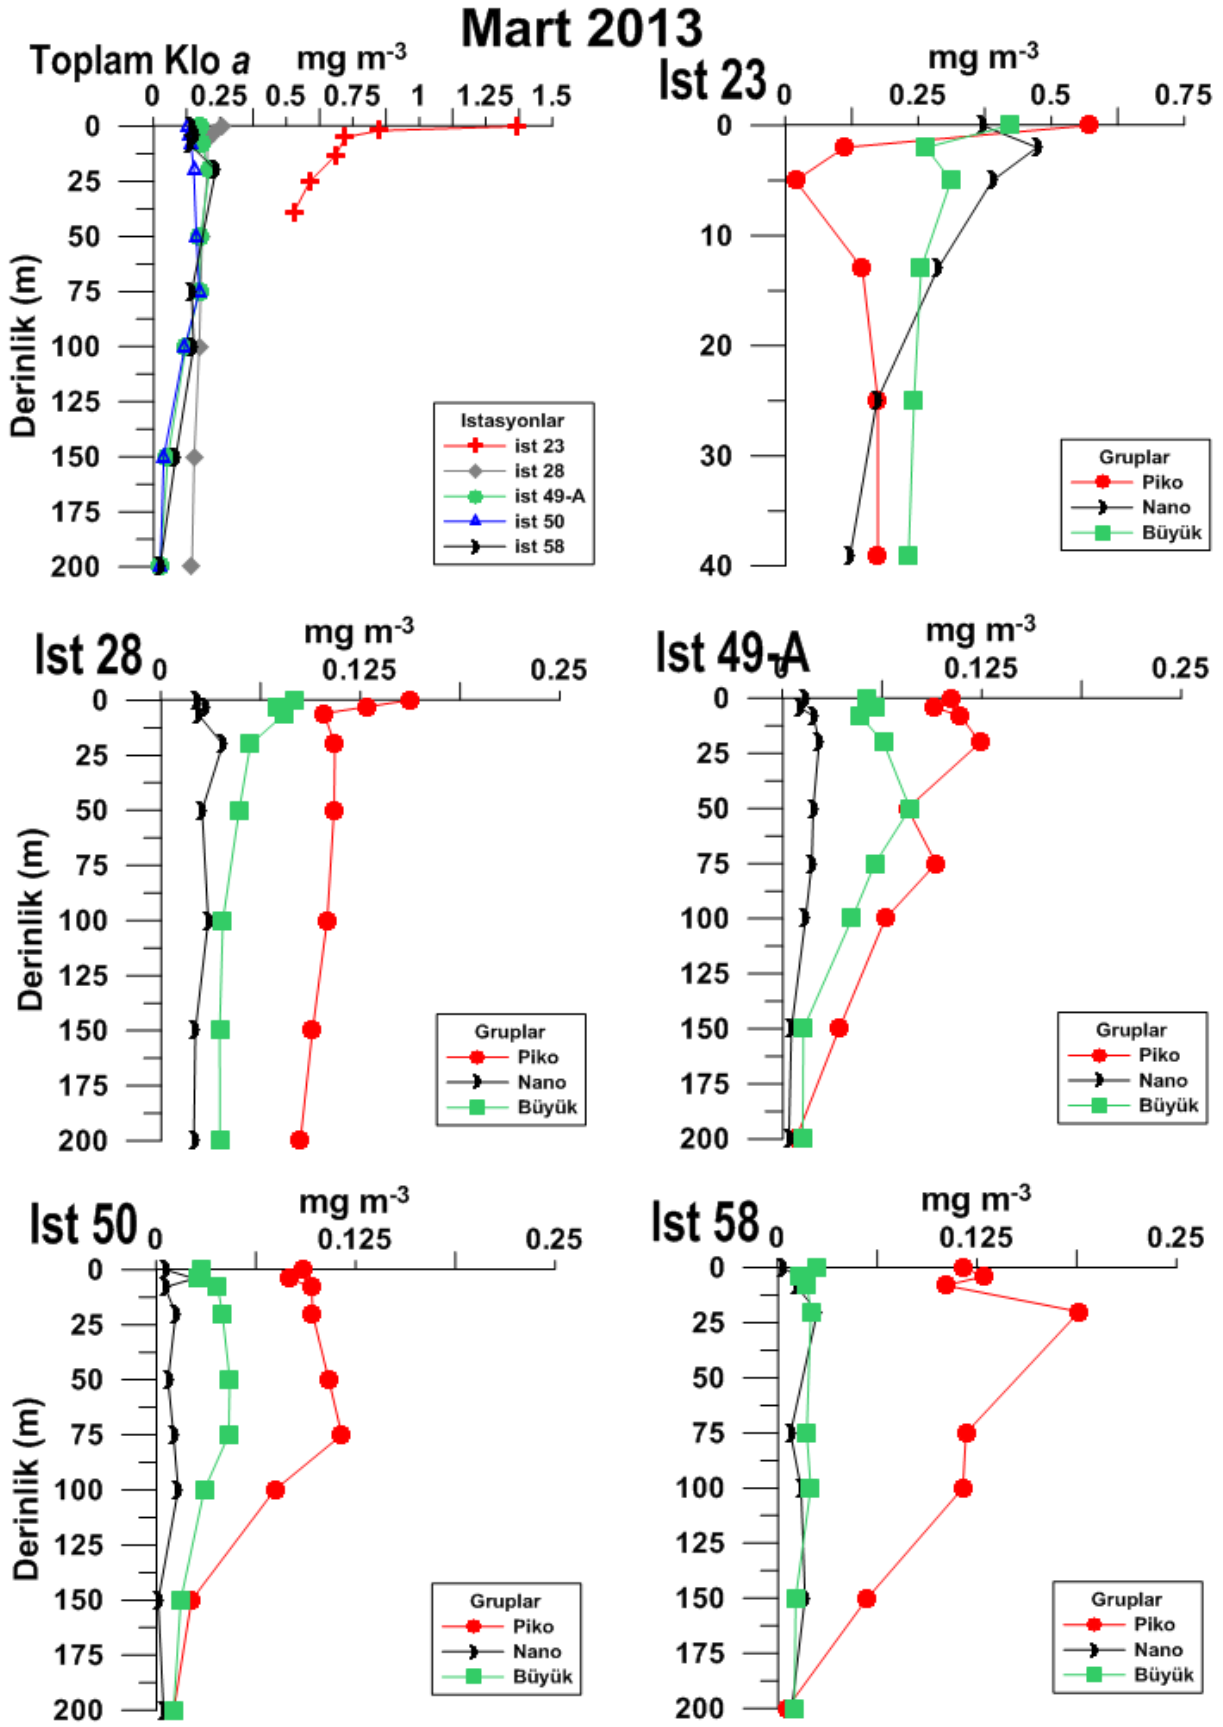 Mart 2013
Toplam Klo a mg m-3
0 0.25 0.5 0.75 1 1.25 1.5
0
25
50
75
100
125
150
175
200
Derinlik (m)
Istasyonlar
ist 23
ist 28
ist 49-A
ist 50
ist 58
Ist 23 mg m-3
0 0.25 0.5 0.75
0
10
20
30
40
Gruplar
Piko
Nano
Büyük
Ist 28 mg m-3
0 0.125 0.25
0
25
50
75
100
125
150
175
200
Derinlik (m)
Gruplar
Piko
Nano
Büyük
Ist 49-A mg m-3
0 0.125 0.25
0
25
50
75
100
125
150
175
200
Gruplar
Piko
Nano
Büyük
Ist 50 mg m-3
0 0.125 0.25
0
25
50
75
100
125
150
175
200
Derinlik (m)
Gruplar
Piko
Nano
Büyük
Ist 58 mg m-3
0 0.125 0.25
0
25
50
75
100
125
150
175
200
Gruplar
Piko
Nano
Büyük